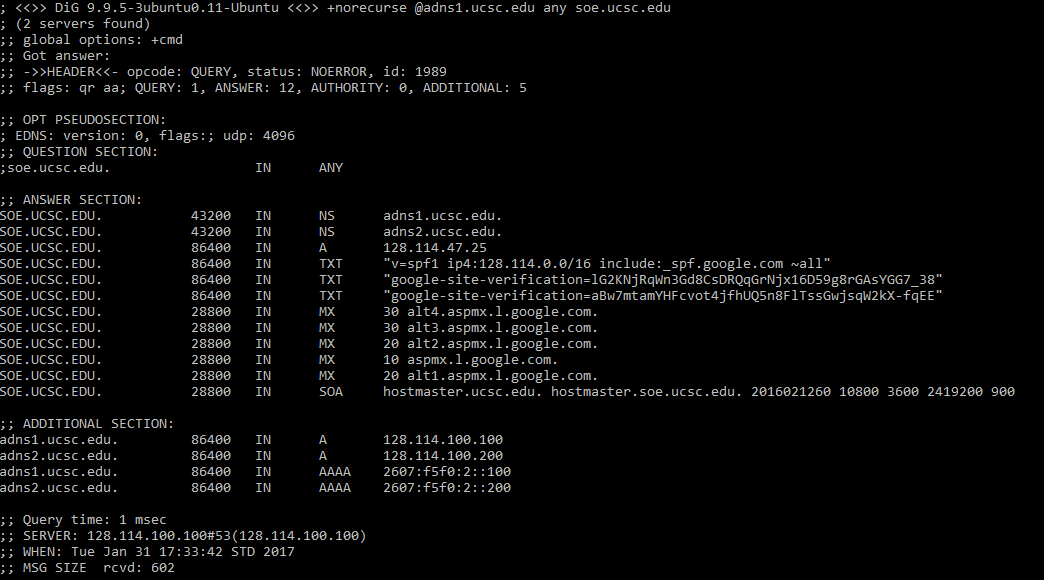 ; <<>> DiG 9.9.5-3ubuntu0.11-Ubuntu <<>> +norecurse @adns1.ucsc.edu any soe.ucsc.edu
; (2 servers found)
;; global options: +cmd
;; Got answer:
;; ->>HEADER<<- opcode: QUERY, status: NOERROR, id: 1989
;; flags: qr aa; QUERY: 1, ANSWER: 12, AUTHORITY: 0, ADDITIONAL: 5

;; OPT PSEUDOSECTION:
; EDNS: version: 0, flags:; udp: 4096
;; QUESTION SECTION:
;soe.ucsc.edu. IN ANY

;; ANSWER SECTION:
SOE.UCSC.EDU. 43200 IN NS adns1.ucsc.edu.
SOE.UCSC.EDU. 43200 IN NS adns2.ucsc.edu.
SOE.UCSC.EDU. 86400 IN A 128.114.47.25
SOE.UCSC.EDU. 86400 IN TXT "v=spf1 ip4:128.114.0.0/16 include:_spf.google.com ~all"
SOE.UCSC.EDU. 86400 IN TXT "google-site-verification=lG2KNjRqWn3Gd8CsDRQqGrNjx16D59g8rGAsYGG7_38"
SOE.UCSC.EDU. 86400 IN TXT "google-site-verification=aBw7mtamYHFcvot4jfhUQ5n8FlTssGwjsqW2kX-fqEE"
SOE.UCSC.EDU. 28800 IN MX 30 alt4.aspmx.l.google.com.
SOE.UCSC.EDU. 28800 IN MX 30 alt3.aspmx.l.google.com.
SOE.UCSC.EDU. 28800 IN MX 20 alt2.aspmx.l.google.com.
SOE.UCSC.EDU. 28800 IN MX 10 aspmx.l.google.com.
SOE.UCSC.EDU. 28800 IN MX 20 alt1.aspmx.l.google.com.
SOE.UCSC.EDU. 28800 IN SOA hostmaster.ucsc.edu. hostmaster.soe.ucsc.edu. 2016021260 10800 3600 2419200 900

;; ADDITIONAL SECTION:
adns1.ucsc.edu. 86400 IN A 128.114.100.100
adns2.ucsc.edu. 86400 IN A 128.114.100.200
adns1.ucsc.edu. 86400 IN AAAA 2607:f5f0:2::100
adns2.ucsc.edu. 86400 IN AAAA 2607:f5f0:2::200

;; Query time: 1 msec
;; SERVER: 128.114.100.100#53(128.114.100.100)
;; WHEN: Tue Jan 31 17:33:42 STD 2017
;; MSG SIZE rcvd: 602